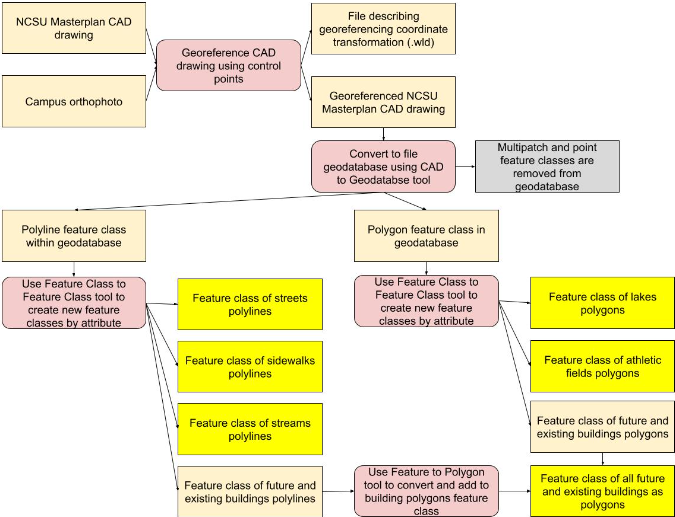 NCSU Masterplan CAD
drawing
Campus orthophoto
Georeference CAD
drawing using control
points
File describing
georeferencing coordinate
transformation (.wld)
Georeferenced NCSU
Masterplan CAD drawing
Convert to file
geodatabase using CAD
to Geodatabse tool
Multipatch and point
feature classes are
removed from
geodatabase
Polyline feature class
within geodatabase
Polygon feature class in
geodatabase
Use Feature Class to
Feature Class tool to
create new feature
classes by attribute
Feature class of streets
polylines
Feature class of sidewalks
polylines
Feature class of streams
polylines
Feature class of future and
existing buildings polylines
Use Feature Class to
Feature Class tool to
create new feature
classes by attribute
Feature class of lakes
polygons
Feature class of athletic
fields polygons
Feature class of future and
existing buildings polygons
Use Feature to Polygon
tool to convert and add to
building polygons feature
class
Feature class of all future
and existing buildings as
polygons